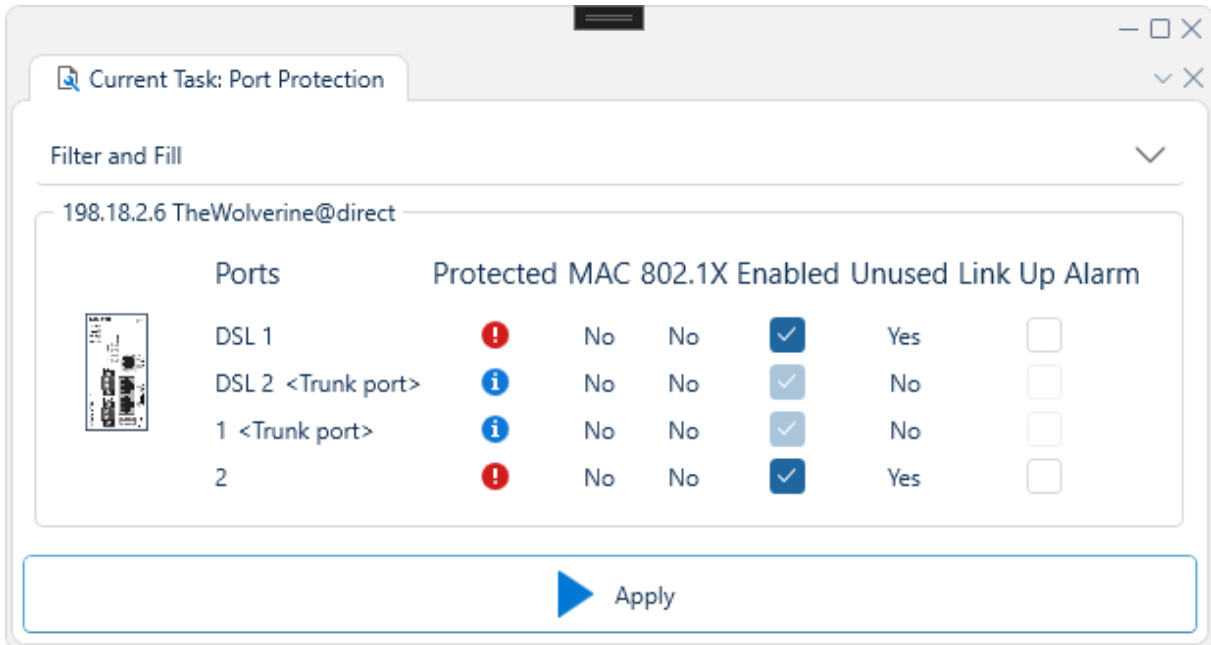 Current Task: Port Protection
Filter and Fill
198.18.2.6 TheWolverine@direct
Ports Protected MAC 802.1X Enabled Unused Link Up Alarm
DSL 1 No No Yes
DSL 2 <Trunk port> No No No
1 <Trunk port> No No No
2 No No Yes
Apply